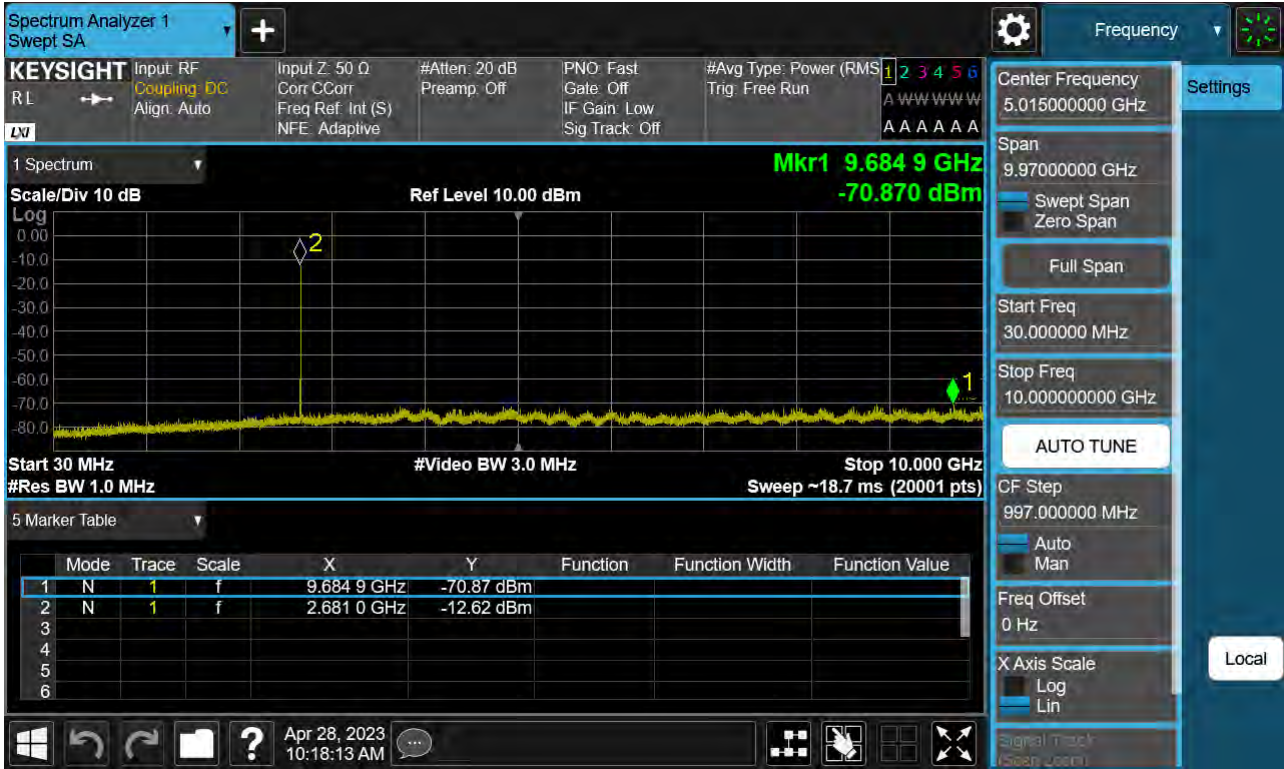 Spectrum Analyzer 1
Swept SA
+
Frequency
KEYSIGHT
RL
LXI
Input: RF
Coupling: DC
Align: Auto
Input Z: 50 Ω
Corr CCorr
Freq Ref: Int (S)
NFE: Adaptive
#Atten: 20 dB
Preamp: Off
PNO: Fast
Gate: Off
IF Gain: Low
Sig Track: Off
#Avg Type: Power (RMS
Trig: Free Run
1 2 3 4 5 6
A W W W W W
A A A A A A
1 Spectrum
Mkr1 9.684 9 GHz
-70.870 dBm
Scale/Div 10 dB
Ref Level 10.00 dBm
Log
0.00
-10.0
-20.0
-30.0
-40.0
-50.0
-60.0
-70.0
-80.0
2
1
Start 30 MHz
#Video BW 3.0 MHz
Stop 10.000 GHz
#Res BW 1.0 MHz
Sweep ~18.7 ms (20001 pts)
5 Marker Table
Mode Trace Scale X Y Function Function Width Function Value
1 N 1 f 9.684 9 GHz -70.87 dBm
2 N 1 f 2.681 0 GHz -12.62 dBm
3
4
5
6
?
Apr 28, 2023
10:18:13 AM
Center Frequency
5.015000000 GHz
Settings
Span
9.97000000 GHz
Swept Span
Zero Span
Full Span
Start Freq
30.000000 MHz
Stop Freq
10.000000000 GHz
AUTO TUNE
CF Step
997.000000 MHz
Auto
Man
Freq Offset
0 Hz
X Axis Scale
Log
Lin
Signal Track
(Span Zoom)
Local